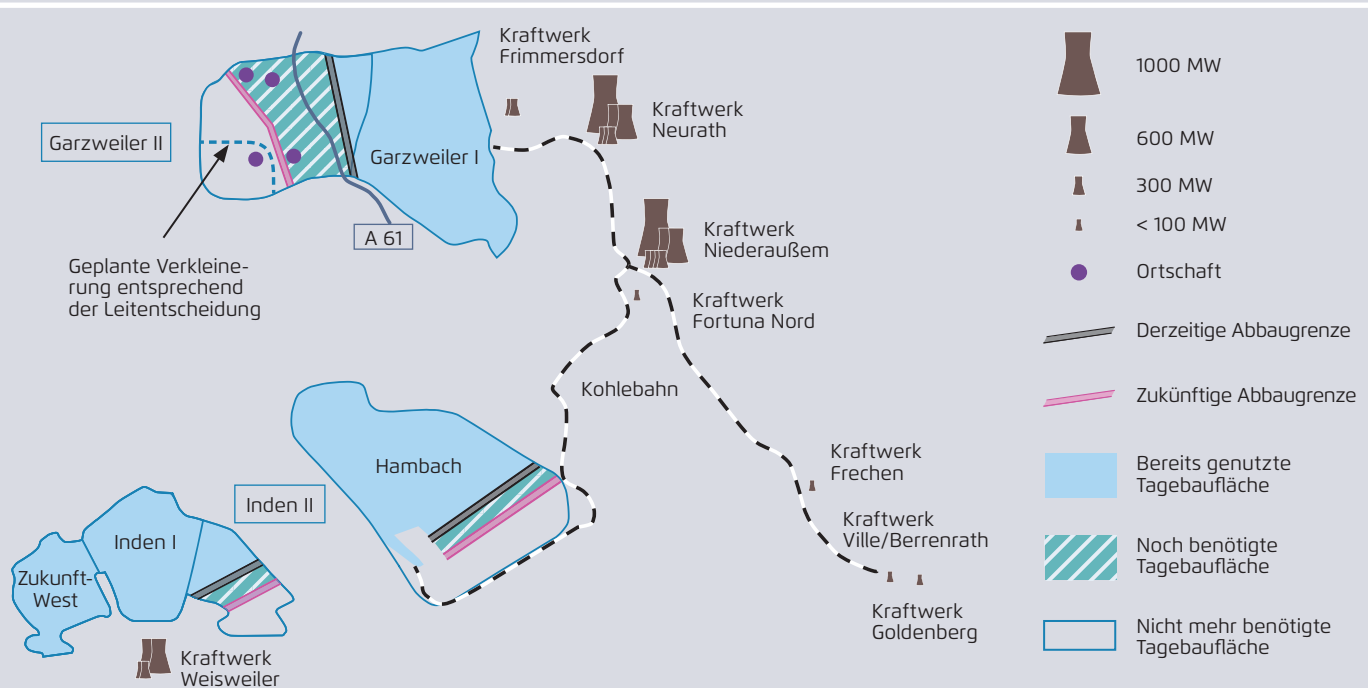 Kraftwerk
Frimmersdorf
Kraftwerk
Neurath
Garzweiler II
Garzweiler I
A 61
Geplante Verkleine-
rung entsprechend
der Leitentscheidung
Kraftwerk
Niederaußem
Kraftwerk
Fortuna Nord
Kohlebahn
Hambach
Inden II
Inden I
Zukunft-
West
Kraftwerk
Weisweiler
Kraftwerk
Frechen
Kraftwerk
Ville/Berrenrath
Kraftwerk
Goldenberg
1000 MW
600 MW
300 MW
< 100 MW
Ortschaft
Derzeitige Abbaugrenze
Zukünftige Abbaugrenze
Bereits genutzte
Tagebaufläche
Noch benötigte
Tagebaufläche
Nicht mehr benötigte
Tagebaufläche